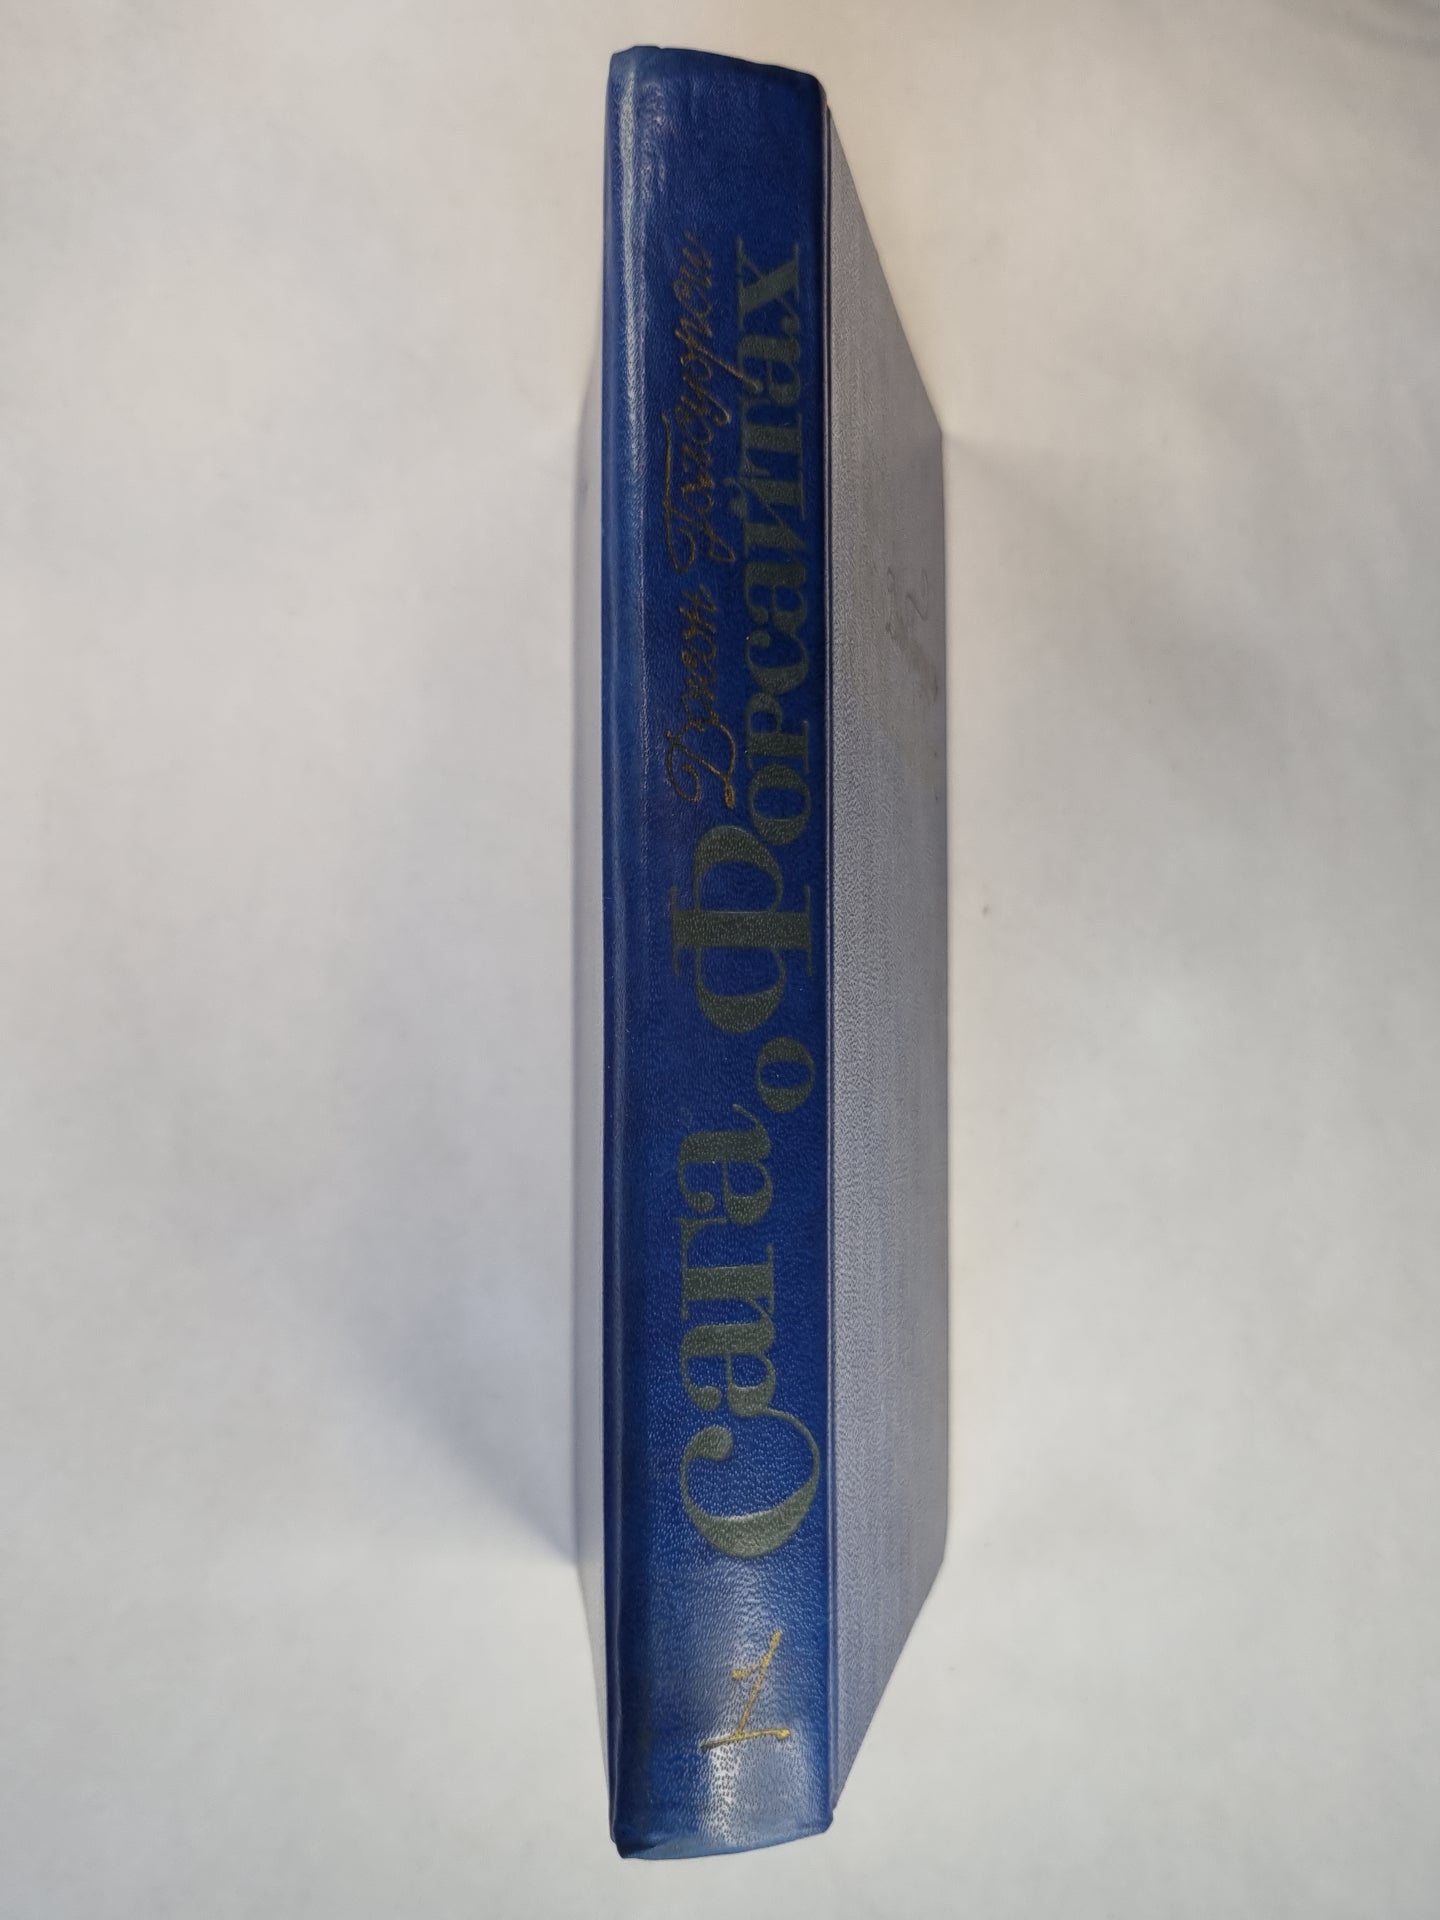 Джон Голсуорси
Сага о Форсайтах
1